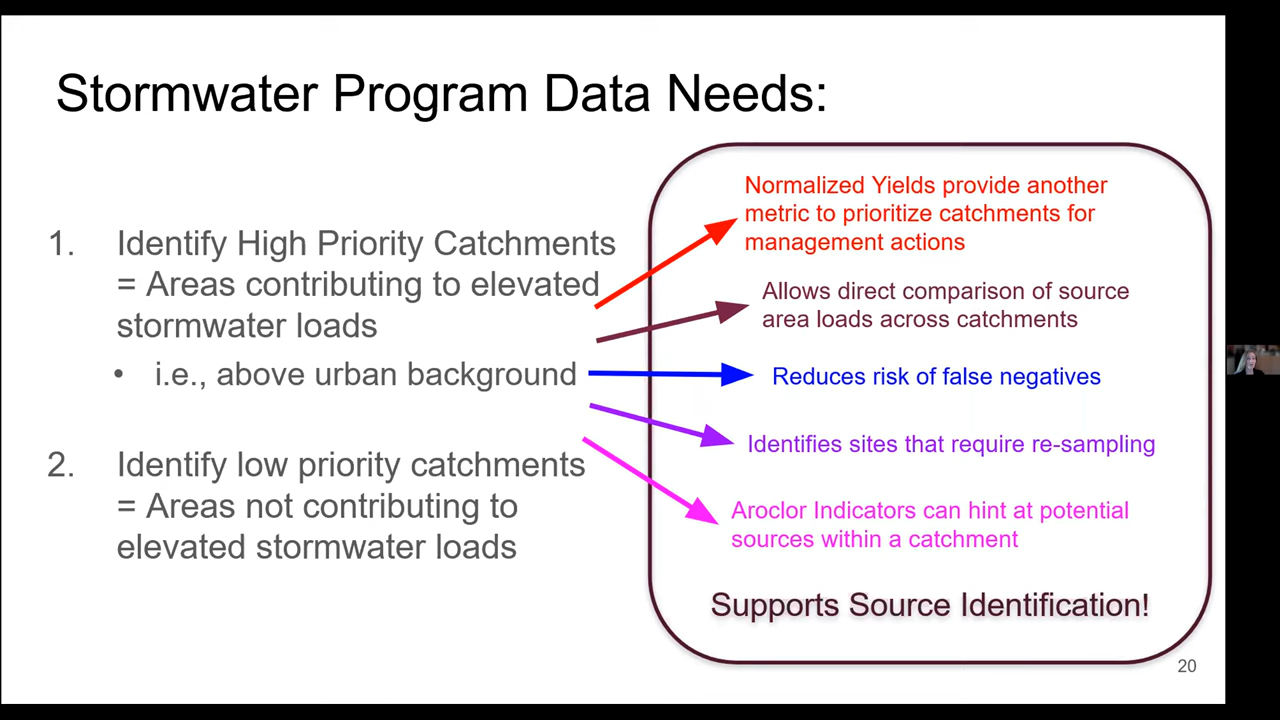 Stormwater Program Data Needs:
1. Identify High Priority Catchments
= Areas contributing to elevated
stormwater loads
• i.e., above urban background
2. Identify low priority catchments
= Areas not contributing to
elevated stormwater loads
Normalized Yields provide another
metric to prioritize catchments for
management actions
Allows direct comparison of source
area loads across catchments
Reduces risk of false negatives
Identifies sites that require re-sampling
Aroclor Indicators can hint at potential
sources within a catchment
Supports Source Identification!
20